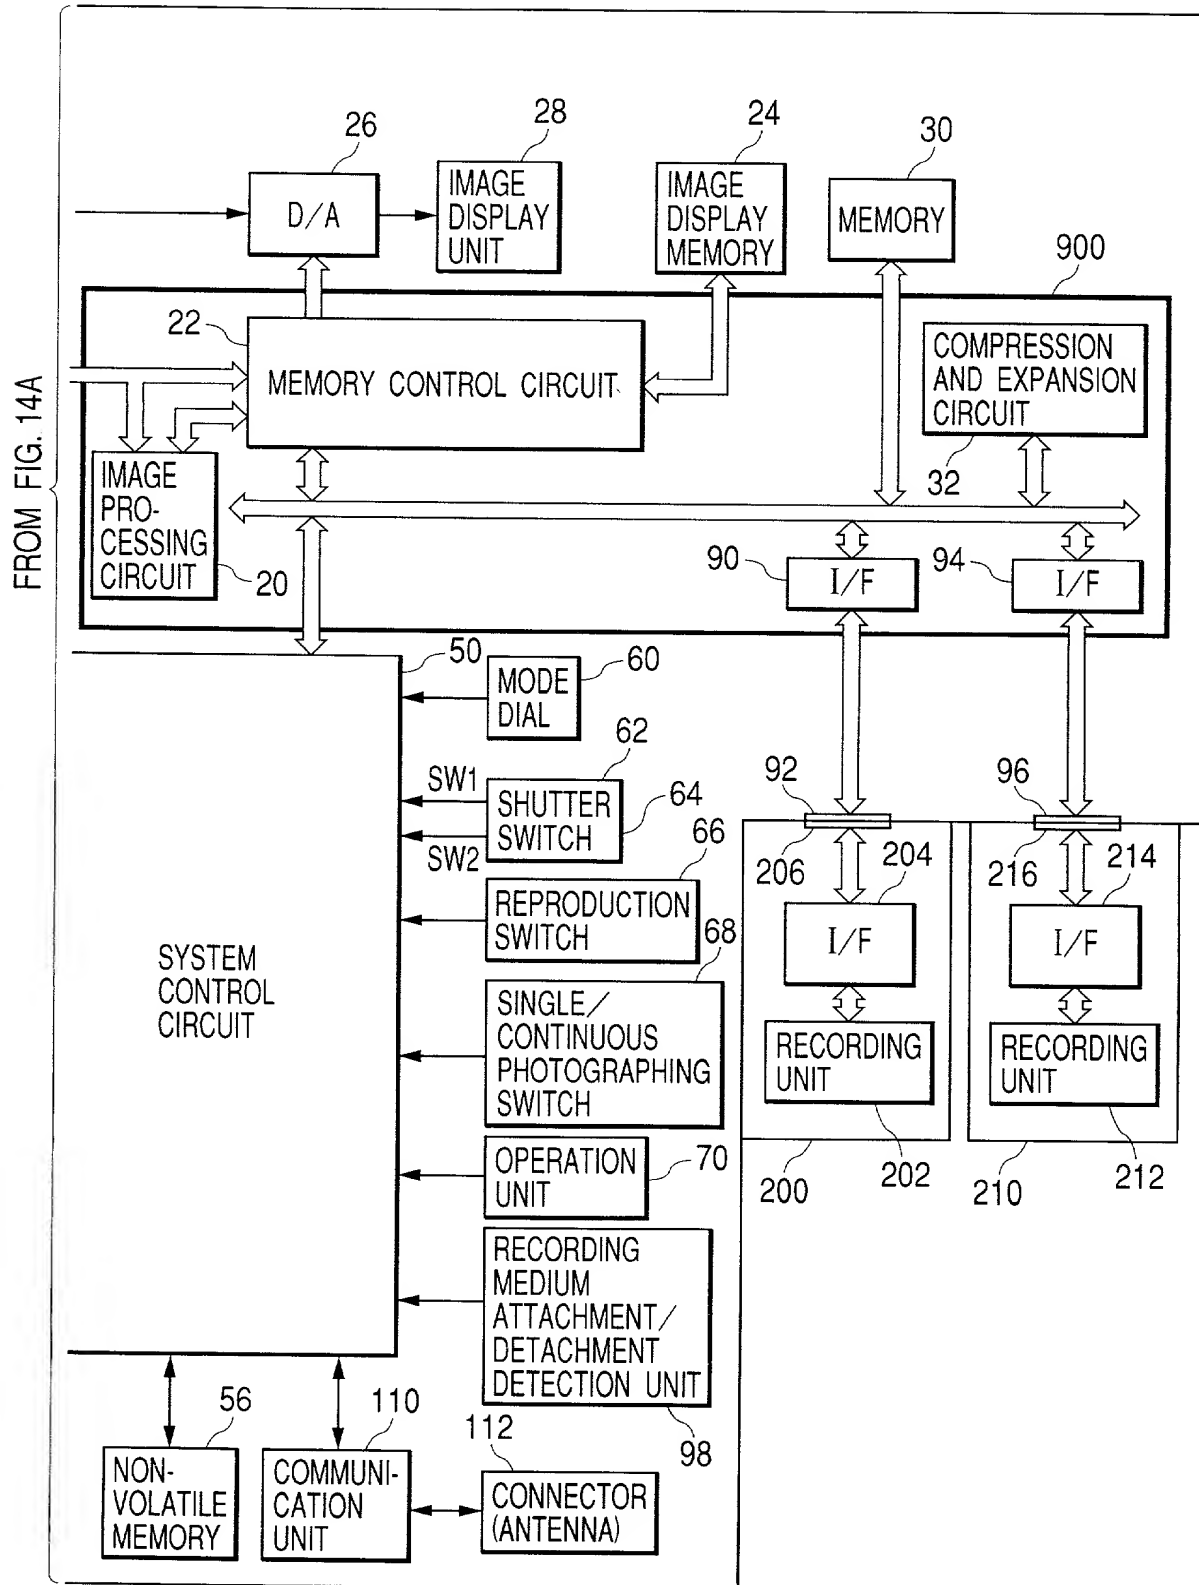 FROM FIG. 14A
26
28
24
30
D/A
IMAGE
DISPLAY
UNIT
IMAGE
DISPLAY
MEMORY
MEMORY
900
22
MEMORY CONTROL CIRCUIT
COMPRESSION
AND EXPANSION
CIRCUIT
32
IMAGE
PRO-
CESSING
CIRCUIT
20
90
I/F
94
I/F
50
60
MODE
DIAL
62
SW1
SHUTTER
SWITCH
64
SW2
66
REPRODUCTION
SWITCH
68
SYSTEM
CONTROL
CIRCUIT
SINGLE/
CONTINUOUS
PHOTOGRAPHING
SWITCH
OPERATION
UNIT
70
RECORDING
MEDIUM
ATTACHMENT/
DETACHMENT
DETECTION UNIT
98
92
96
206
204
216
214
I/F
I/F
RECORDING
UNIT
RECORDING
UNIT
200
202
210
212
56
110
112
NON-
VOLATILE
MEMORY
COMMUNI-
CATION
UNIT
CONNECTOR
(ANTENNA)